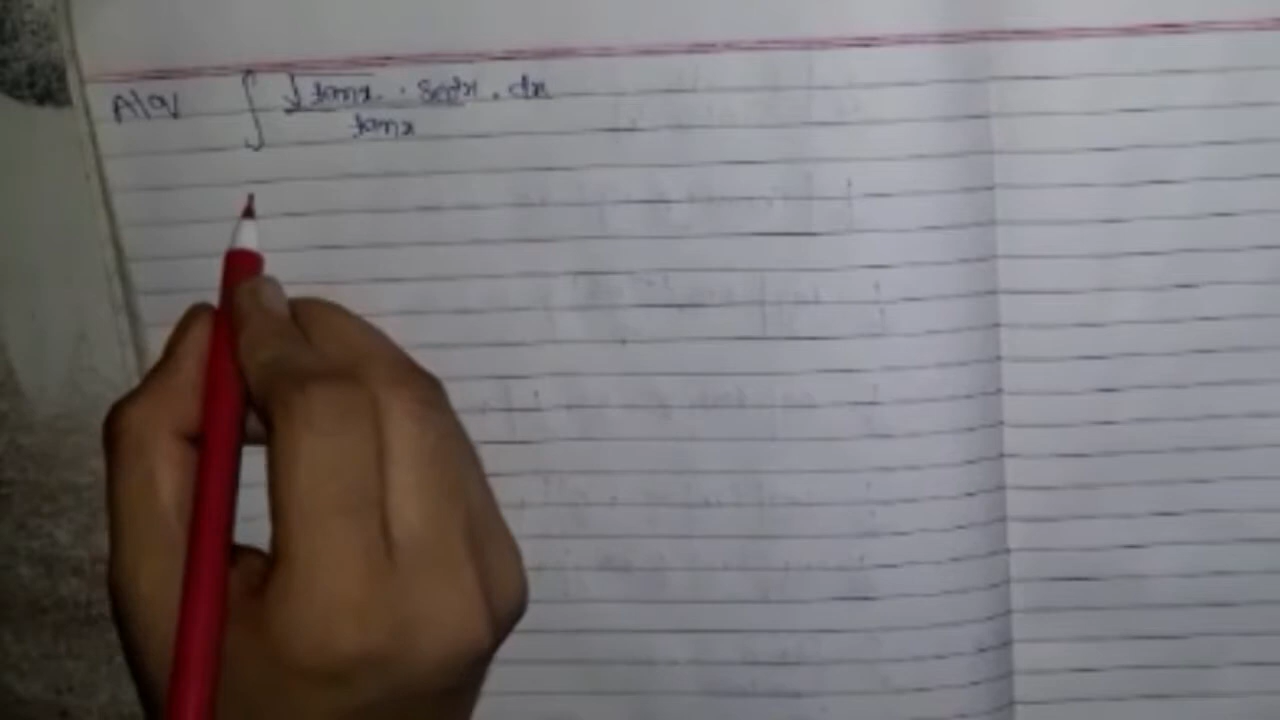 A/Q ∫ √tanx . sec²x . dx
tanx